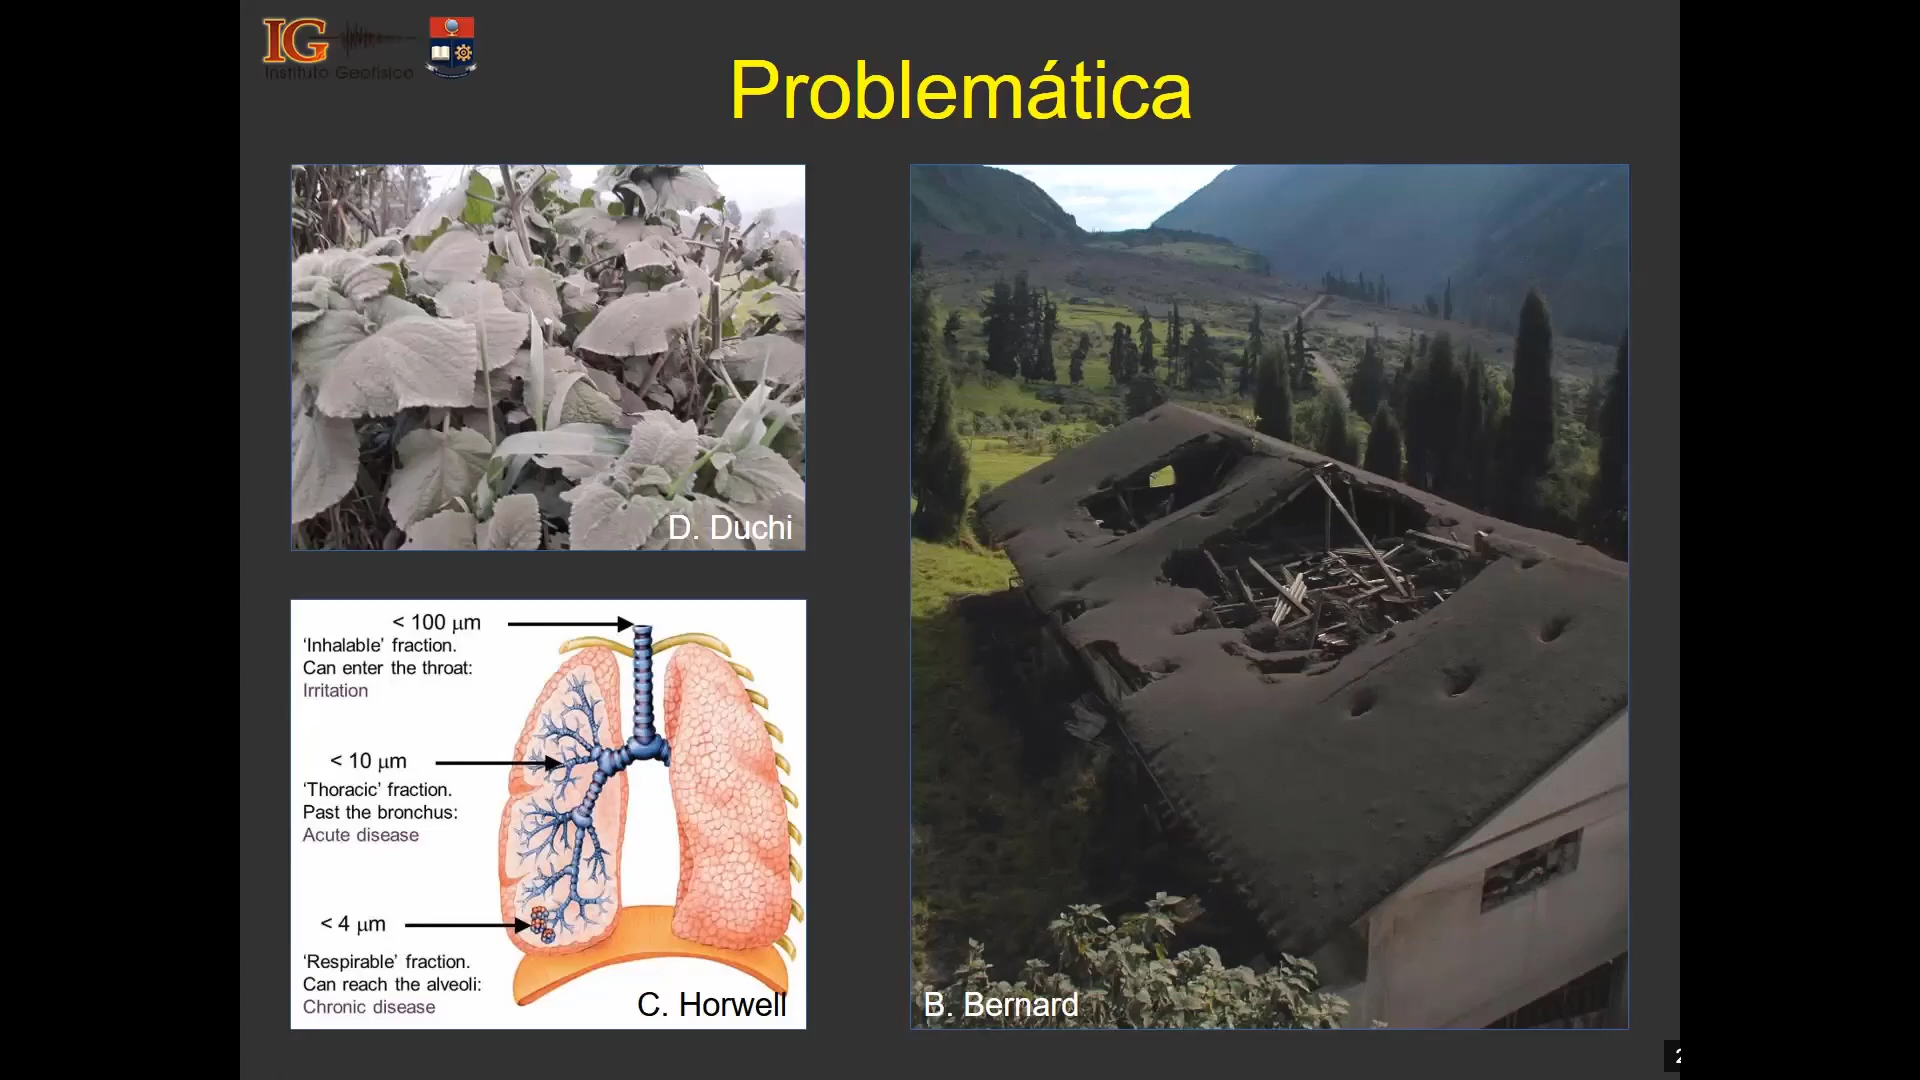 IG
Instituto Geofísico
Problemática
D. Duchi
< 100 μm
‘Inhalable’ fraction.
Can enter the throat:
Irritation
< 10 μm
‘Thoracic’ fraction.
Past the bronchus:
Acute disease
< 4 μm
‘Respirable’ fraction.
Can reach the alveoli:
Chronic disease
C. Horwell
B. Bernard
2